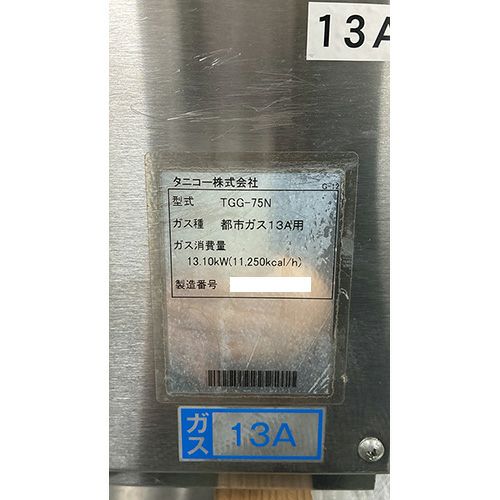 13A
タニコー株式会社
G-12
型式 TGG-75N
ガス種 都市ガス13A用
ガス消費量
13.10kW(11,250kcal/h)
製造番号
ガス 13A